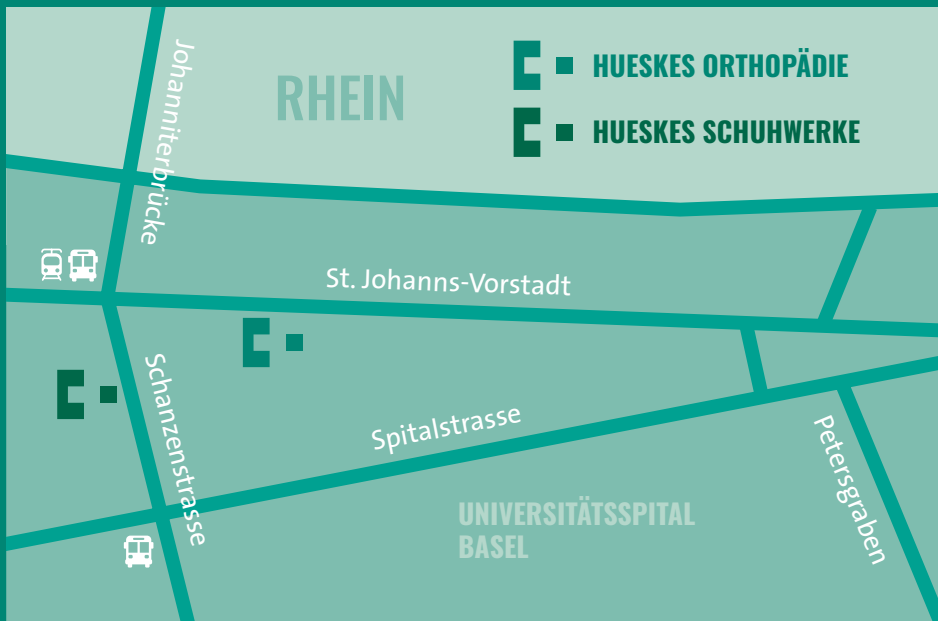 Johanniterbrücke
RHEIN
HUESKES ORTHOPÄDIE
HUESKES SCHUHWERKE
St. Johanns-Vorstadt
Schanzenstrasse
Spitalstrasse
Petersgraben
UNIVERSITÄTSSPITAL
BASEL